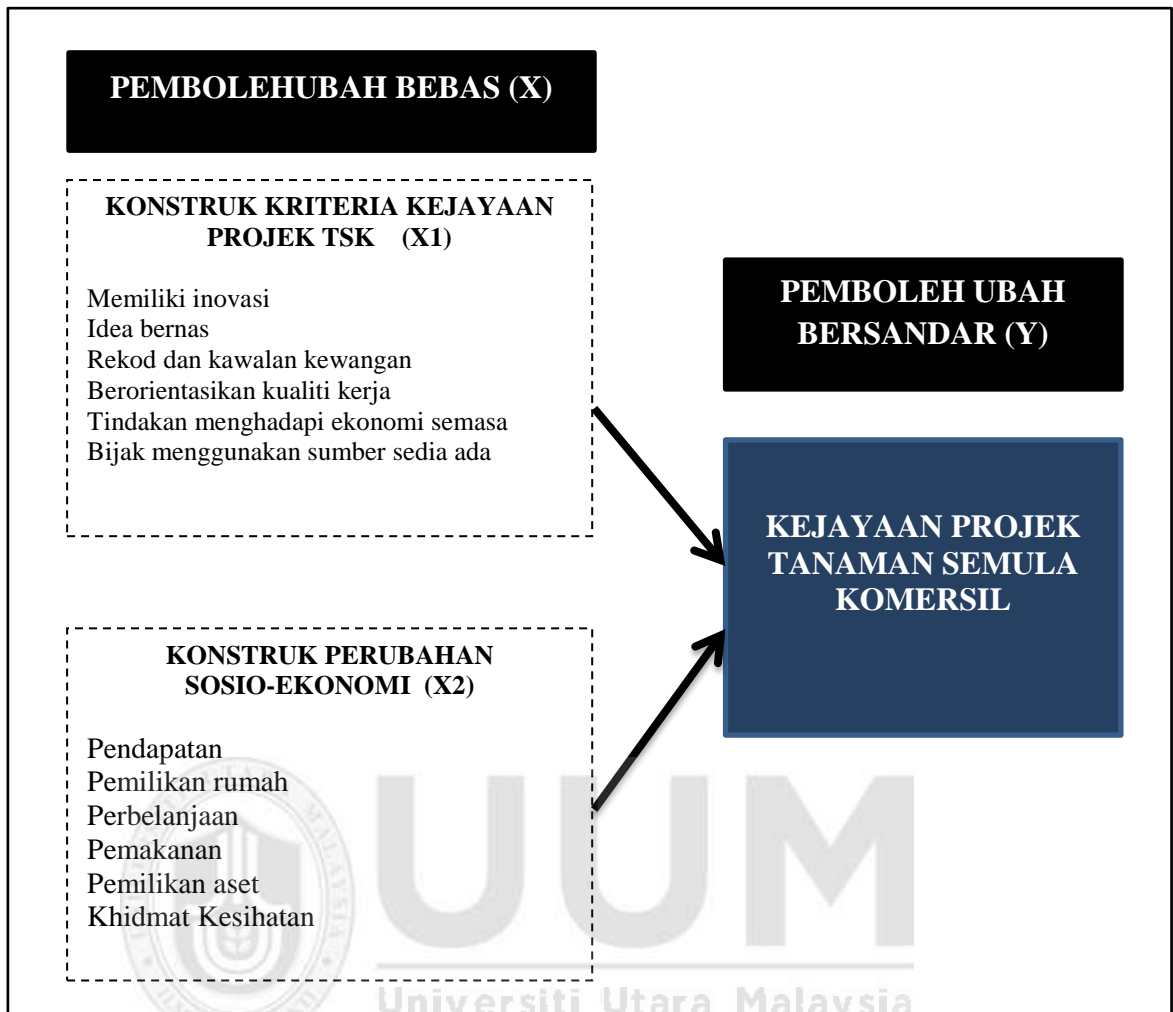 PEMBOLEHUBAH BEBAS (X)
KONSTRUK KRITERIA KEJAYAAN
PROJEK TSK (X1)
Memiliki inovasi
Idea bernas
Rekod dan kawalan kewangan
Berorientasikan kualiti kerja
Tindakan menghadapi ekonomi semasa
Bijak menggunakan sumber sedia ada
KONSTRUK PERUBAHAN
SOSIO-EKONOMI (X2)
Pendapatan
Pemilikan rumah
Perbelanjaan
Pemakanan
Pemilikan aset
Khidmat Kesihatan
PEMBOLEH UBAH
BERSANDAR (Y)
KEJAYAAN PROJEK
TANAMAN SEMULA
KOMERSIL
UUM
Universiti Utara Malaysia